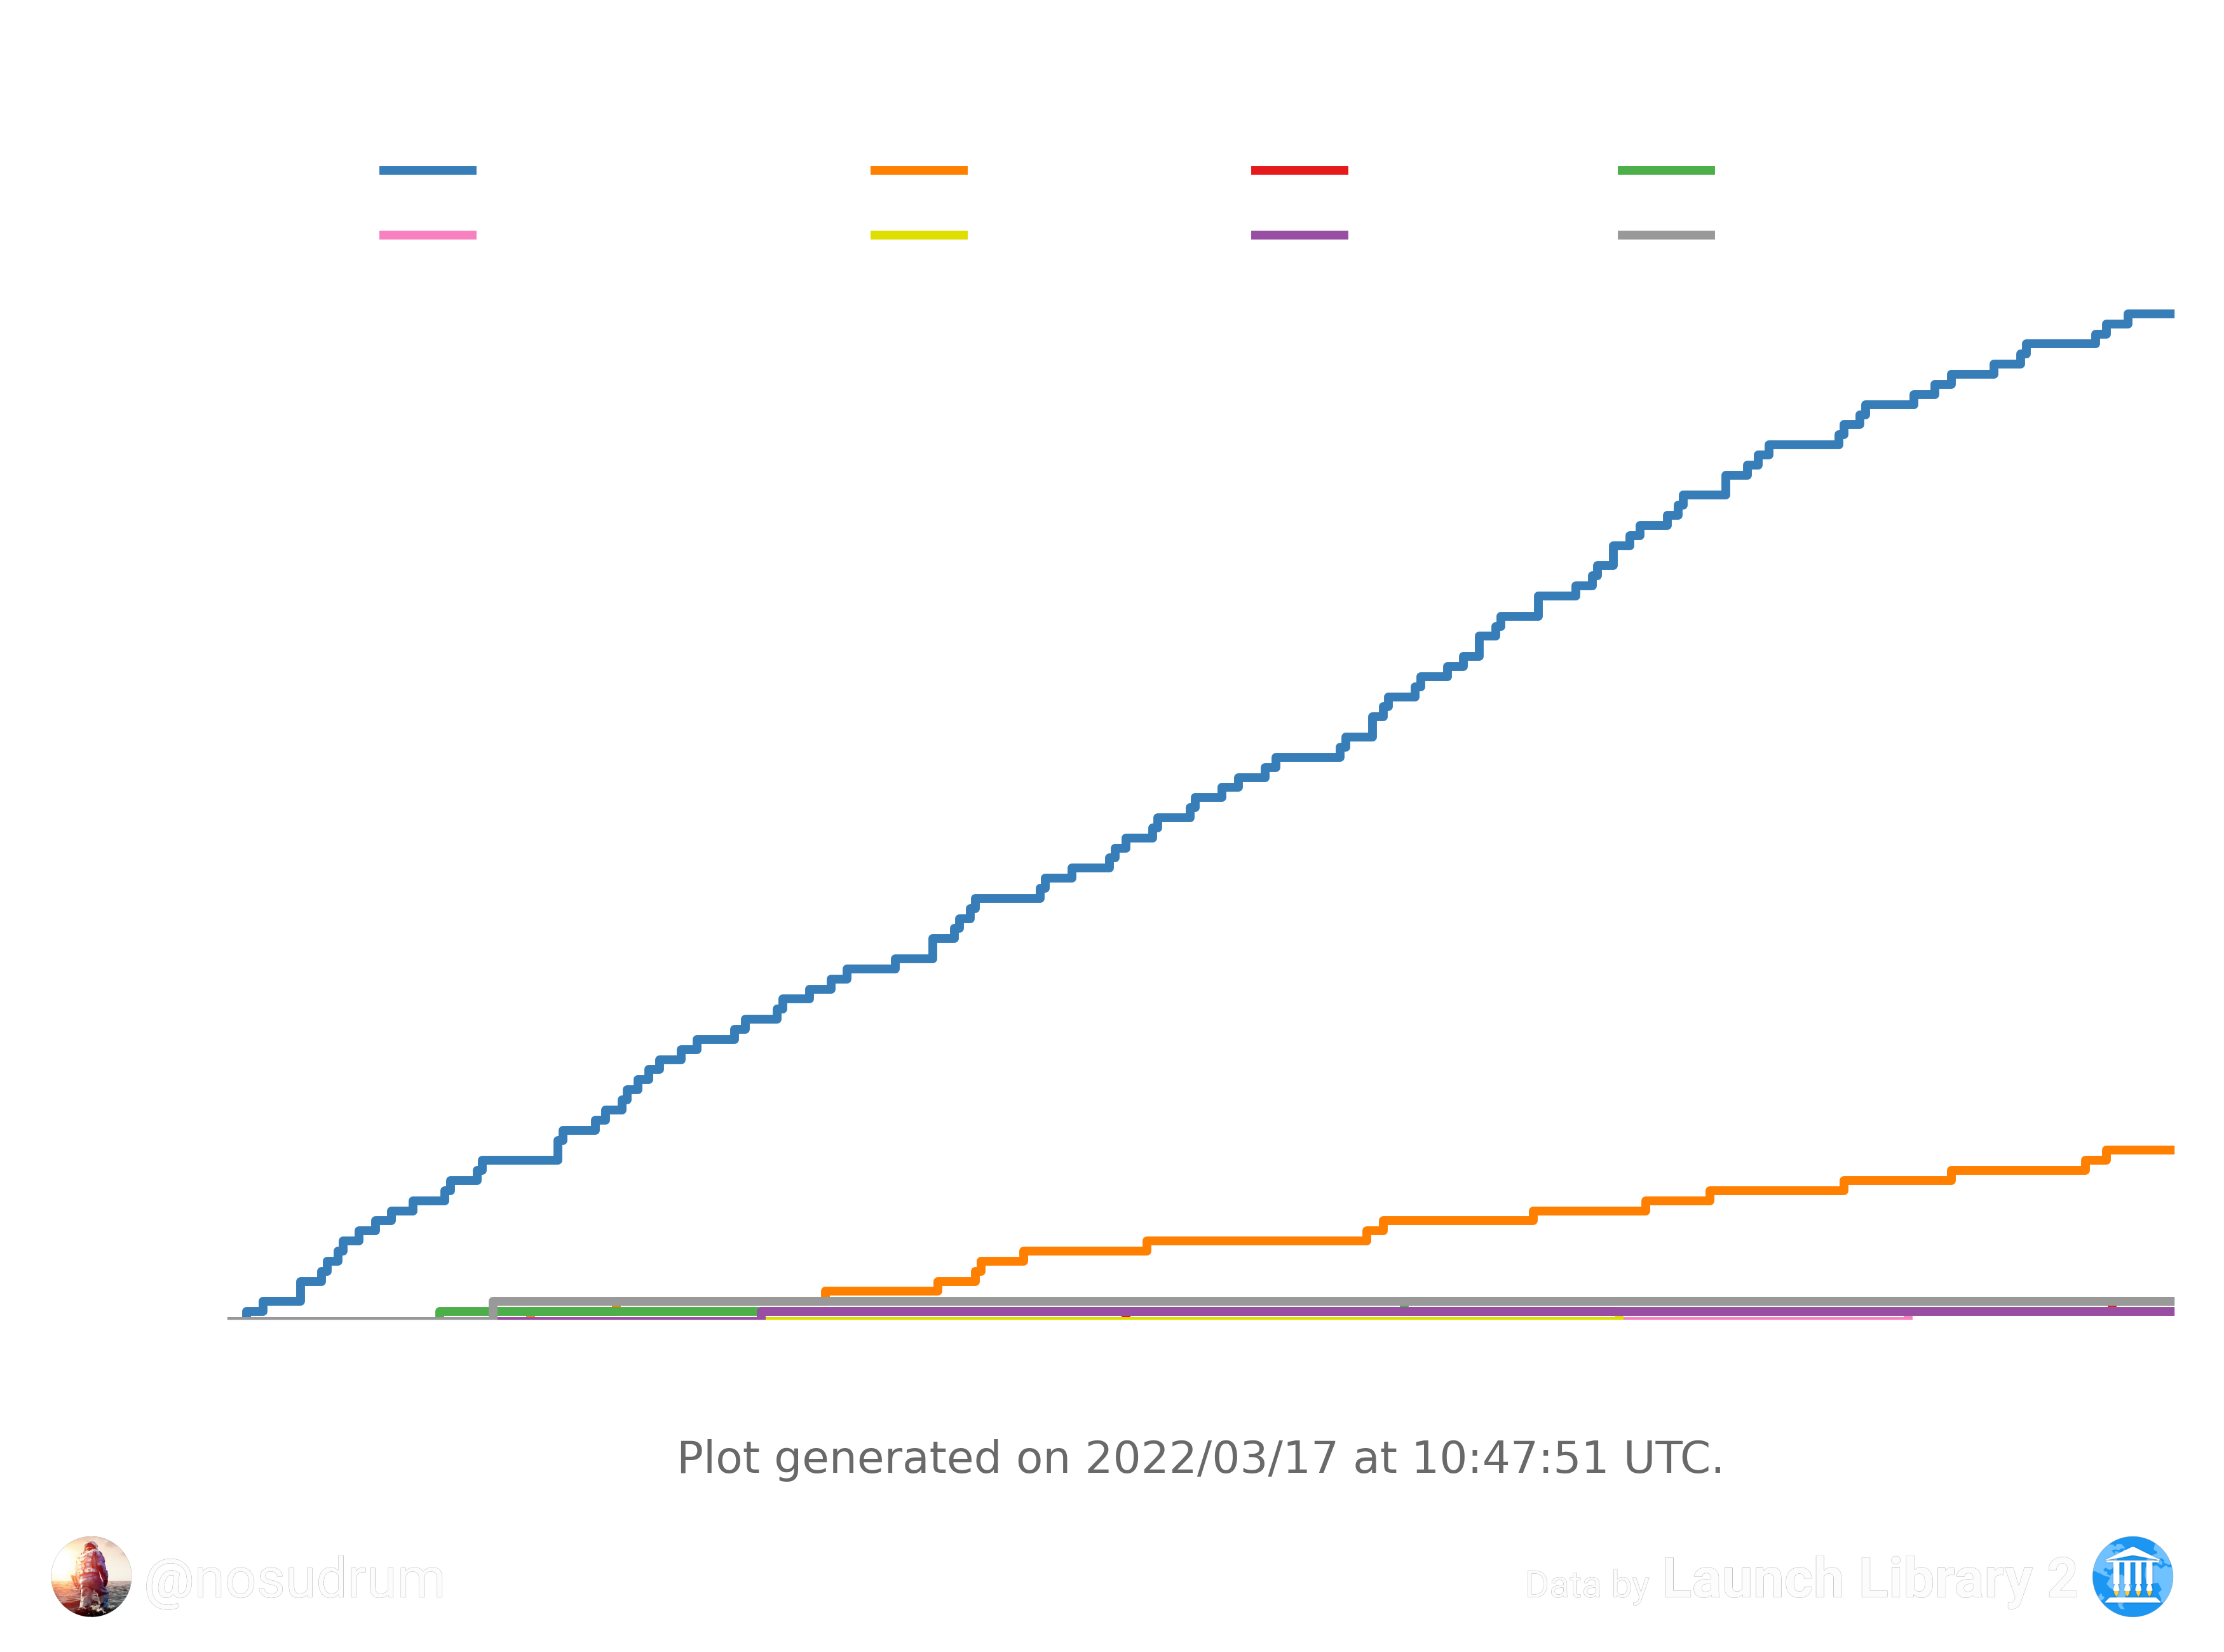 Plot generated on 2022/03/17 at 10:47:51 UTC.
@nosudrum
Data by Launch Library 2